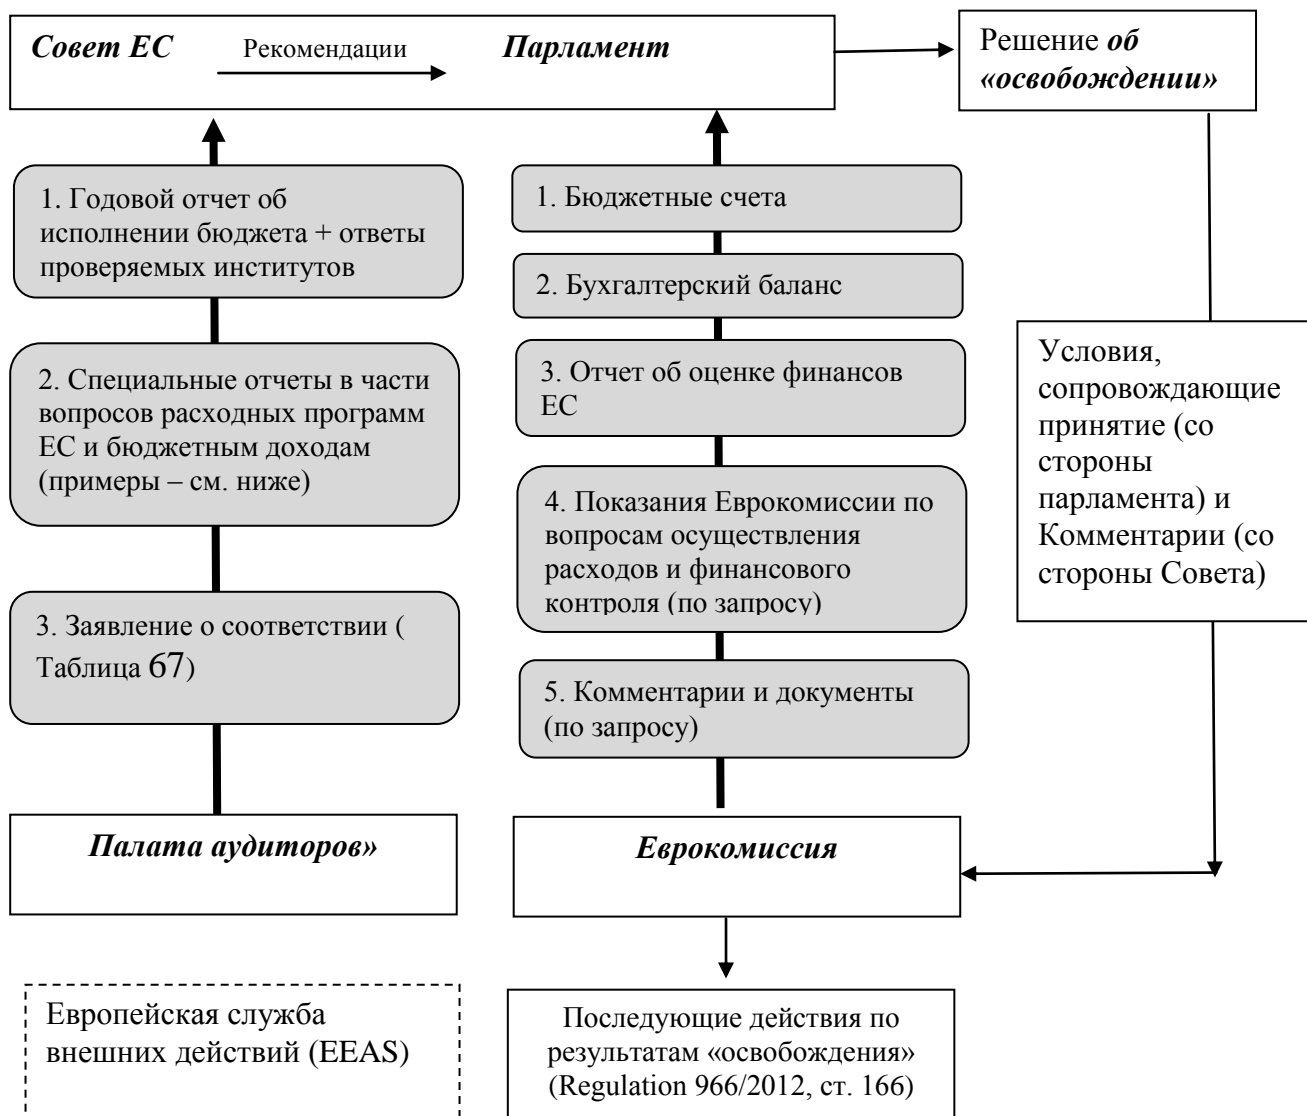 Совет ЕС
Рекомендации
Парламент
Решение об
«освобождении»
1. Годовой отчет об
исполнении бюджета + ответы
проверяемых институтов
2. Специальные отчеты в части
вопросов расходных программ
ЕС и бюджетным доходам
(примеры – см. ниже)
3. Заявление о соответствии (
Таблица 67)
Палата аудиторов»
1. Бюджетные счета
2. Бухгалтерский баланс
3. Отчет об оценке финансов
ЕС
4. Показания Еврокомиссии по
вопросам осуществления
расходов и финансового
контроля (по запросу)
5. Комментарии и документы
(по запросу)
Еврокомиссия
Условия,
сопровождающие
принятие (со
стороны
парламента) и
Комментарии (со
стороны Совета)
Европейская служба
внешних действий (EEAS)
Последующие действия по
результатам «освобождения»
(Regulation 966/2012, ст. 166)